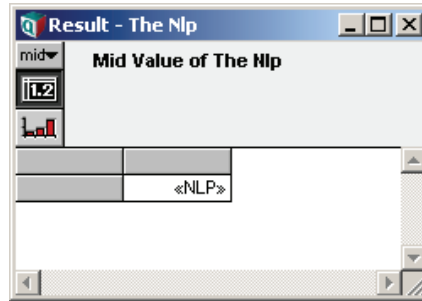 Result - The Nlp
mid
Mid Value of The Nlp
1.2
«NLP»